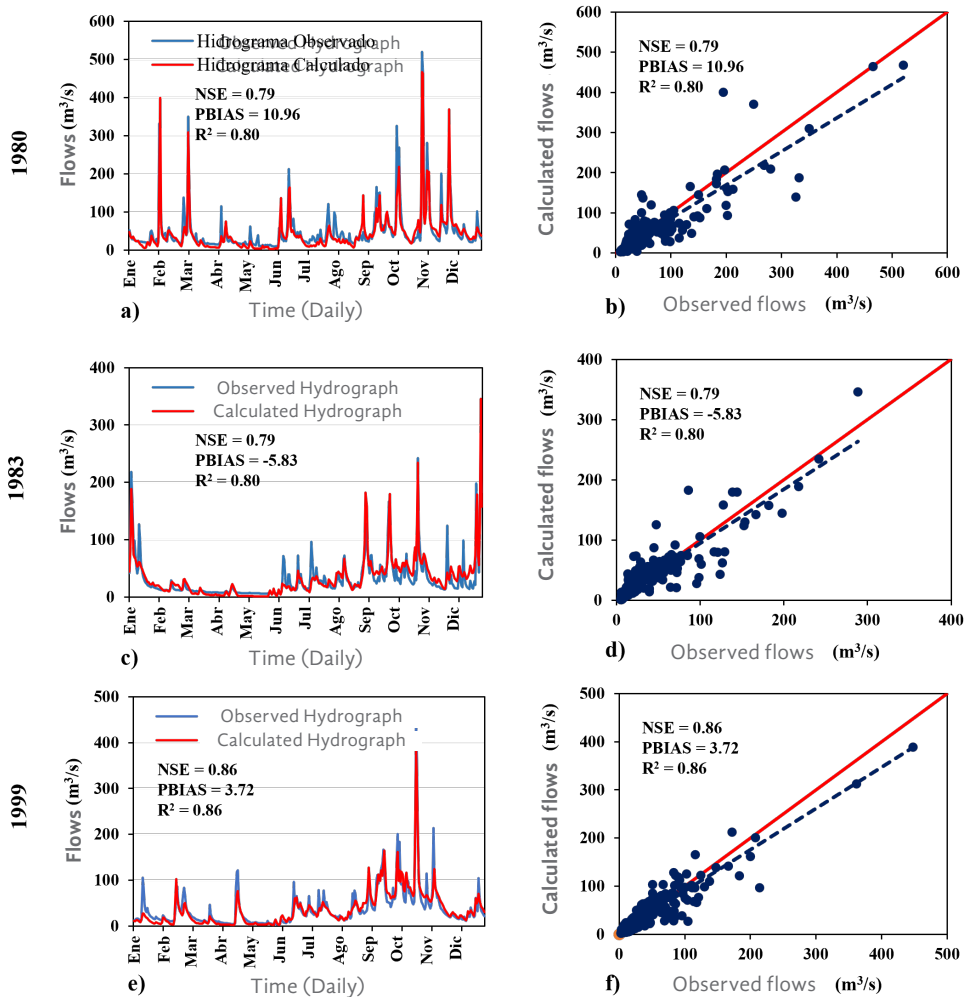 1980
600
500
400
300
200
100
0
Flows (m³/s)
Hidrograma Observado
Observed Hydrograph
Hidrograma Calculado
Calculated Hydrograph
NSE = 0.79
PBIAS = 10.96
R² = 0.80
Ene Feb Mar Abr May Jun Jul Ago Sep Oct Nov Dic
a)
Time (Daily)
600
500
400
300
200
100
0
Calculated flows (m³/s)
NSE = 0.79
PBIAS = 10.96
R² = 0.80
0 100 200 300 400 500 600
b)
Observed flows (m³/s)
1983
400
300
200
100
0
Flows (m³/s)
Observed Hydrograph
Calculated Hydrograph
NSE = 0.79
PBIAS = -5.83
R² = 0.80
Ene Feb Mar Abr May Jun Jul Ago Sep Oct Nov Dic
c)
Time (Daily)
400
300
200
100
0
Calculated flows (m³/s)
NSE = 0.79
PBIAS = -5.83
R² = 0.80
0 100 200 300 400
d)
Observed flows (m³/s)
1999
500
400
300
200
100
0
Flows (m³/s)
Observed Hydrograph
Calculated Hydrograph
NSE = 0.86
PBIAS = 3.72
R² = 0.86
Ene Feb Mar Abr May Jun Jul Ago Sep Oct Nov Dic
e)
Time (Daily)
500
400
300
200
100
0
Calculated flows (m³/s)
NSE = 0.86
PBIAS = 3.72
R² = 0.86
0 100 200 300 400 500
f)
Observed flows (m³/s)